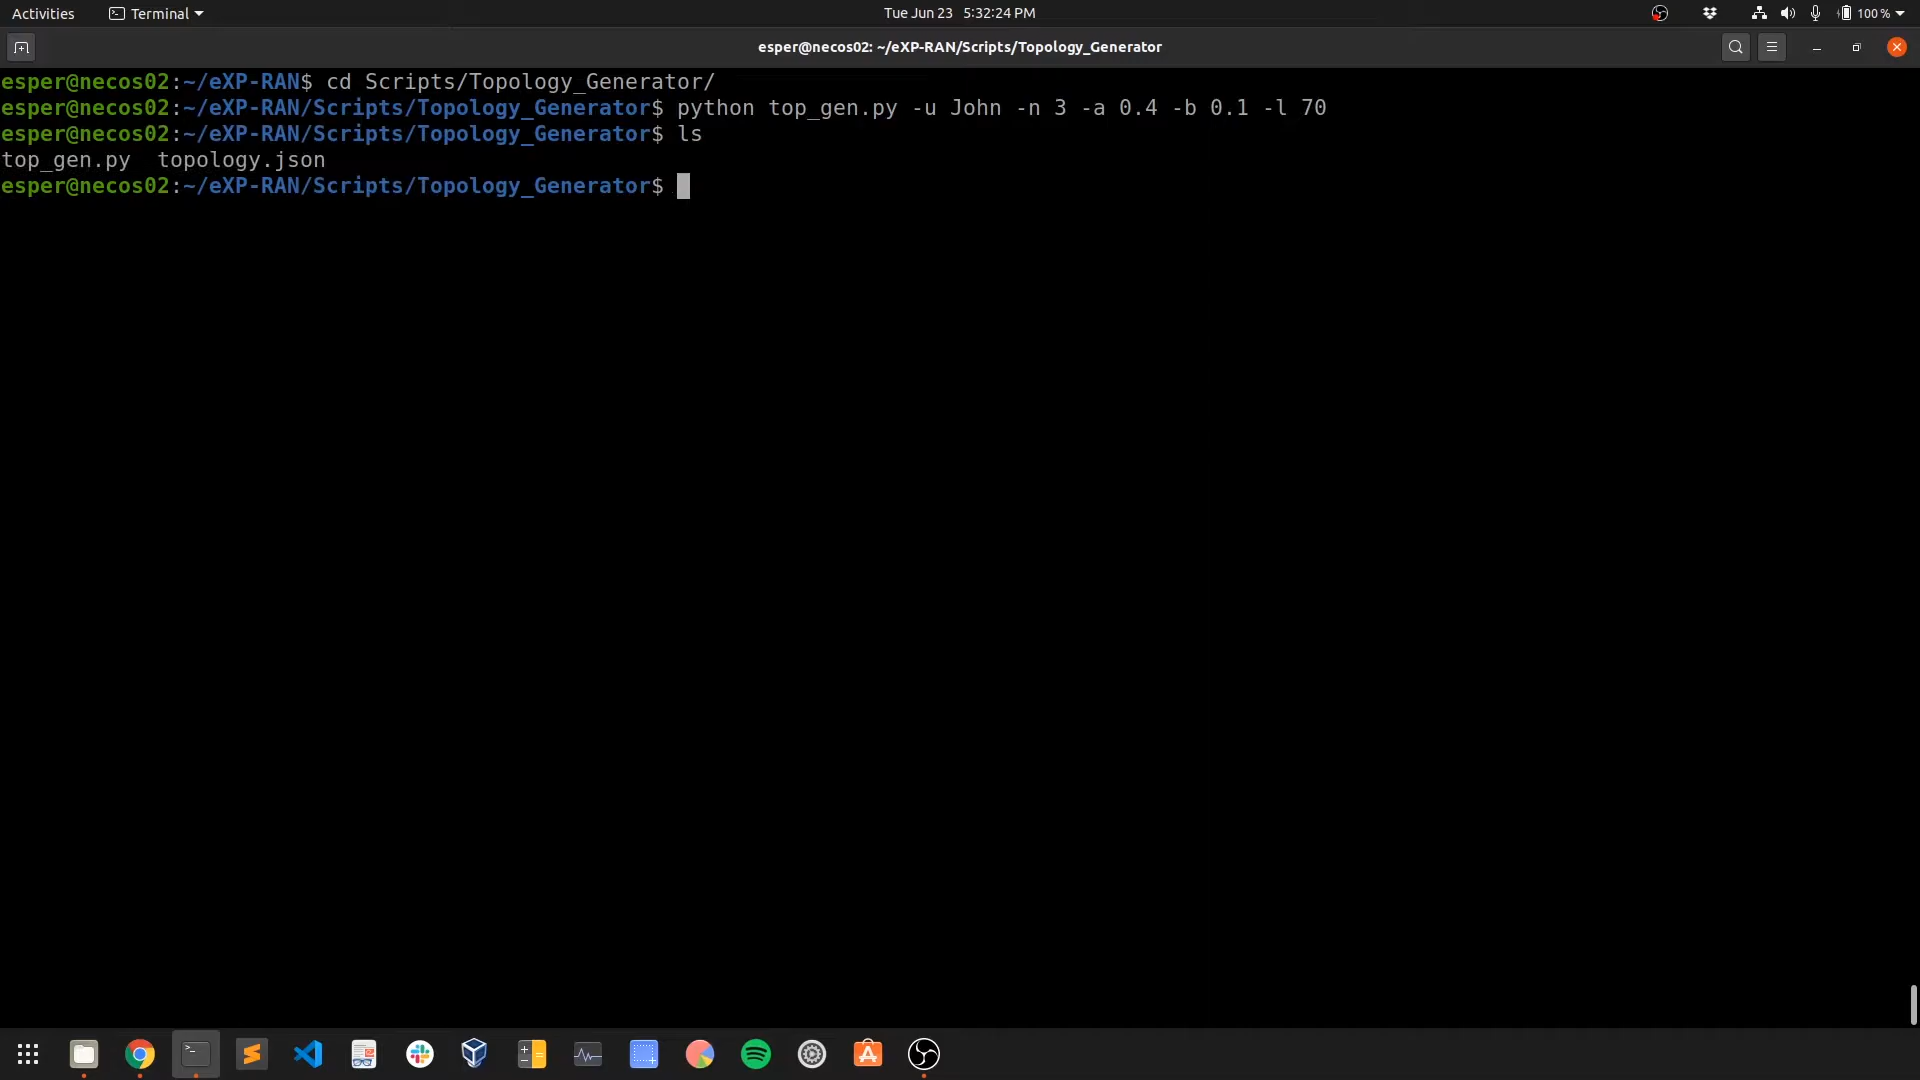 Activities Terminal Tue Jun 23 5:32:24 PM 100 %
esper@necos02: ~/eXP-RAN/Scripts/Topology_Generator
esper@necos02:~/eXP-RAN$ cd Scripts/Topology_Generator/
esper@necos02:~/eXP-RAN/Scripts/Topology_Generator$ python top_gen.py -u John -n 3 -a 0.4 -b 0.1 -l 70
esper@necos02:~/eXP-RAN/Scripts/Topology_Generator$ ls
top_gen.py  topology.json
esper@necos02:~/eXP-RAN/Scripts/Topology_Generator$